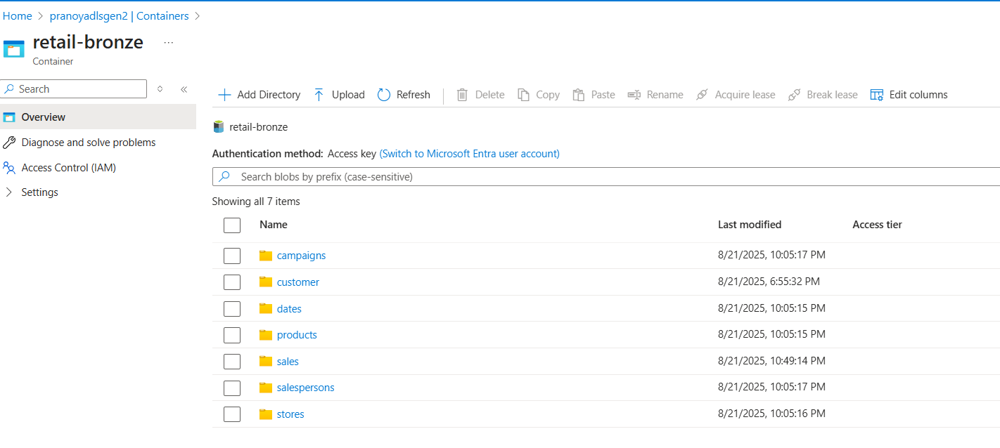 Home > pranoyadlsgen2 | Containers >
retail-bronze ...
Container
Search
Overview
Diagnose and solve problems
Access Control (IAM)
Settings
Add Directory Upload Refresh Delete Copy Paste Rename Acquire lease Break lease Edit columns
retail-bronze
Authentication method: Access key (Switch to Microsoft Entra user account)
Search blobs by prefix (case-sensitive)
Showing all 7 items
Name Last modified Access tier
campaigns 8/21/2025, 10:05:17 PM
customer 8/21/2025, 6:55:32 PM
dates 8/21/2025, 10:05:15 PM
products 8/21/2025, 10:05:15 PM
sales 8/21/2025, 10:49:14 PM
salespersons 8/21/2025, 10:05:17 PM
stores 8/21/2025, 10:05:16 PM